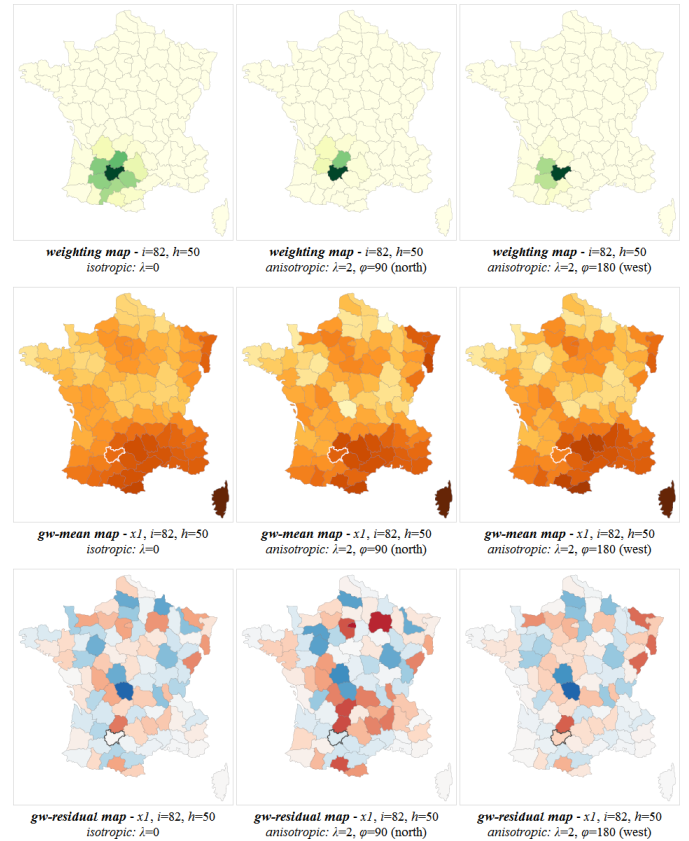 weighting map - i=82, h=50
isotropic: λ=0
weighting map - i=82, h=50
anisotropic: λ=2, φ=90 (north)
weighting map - i=82, h=50
anisotropic: λ=2, φ=180 (west)
gw-mean map - x1, i=82, h=50
isotropic: λ=0
gw-mean map - x1, i=82, h=50
anisotropic: λ=2, φ=90 (north)
gw-mean map - x1, i=82, h=50
anisotropic: λ=2, φ=180 (west)
gw-residual map - x1, i=82, h=50
isotropic: λ=0
gw-residual map - x1, i=82, h=50
anisotropic: λ=2, φ=90 (north)
gw-residual map - x1, i=82, h=50
anisotropic: λ=2, φ=180 (west)